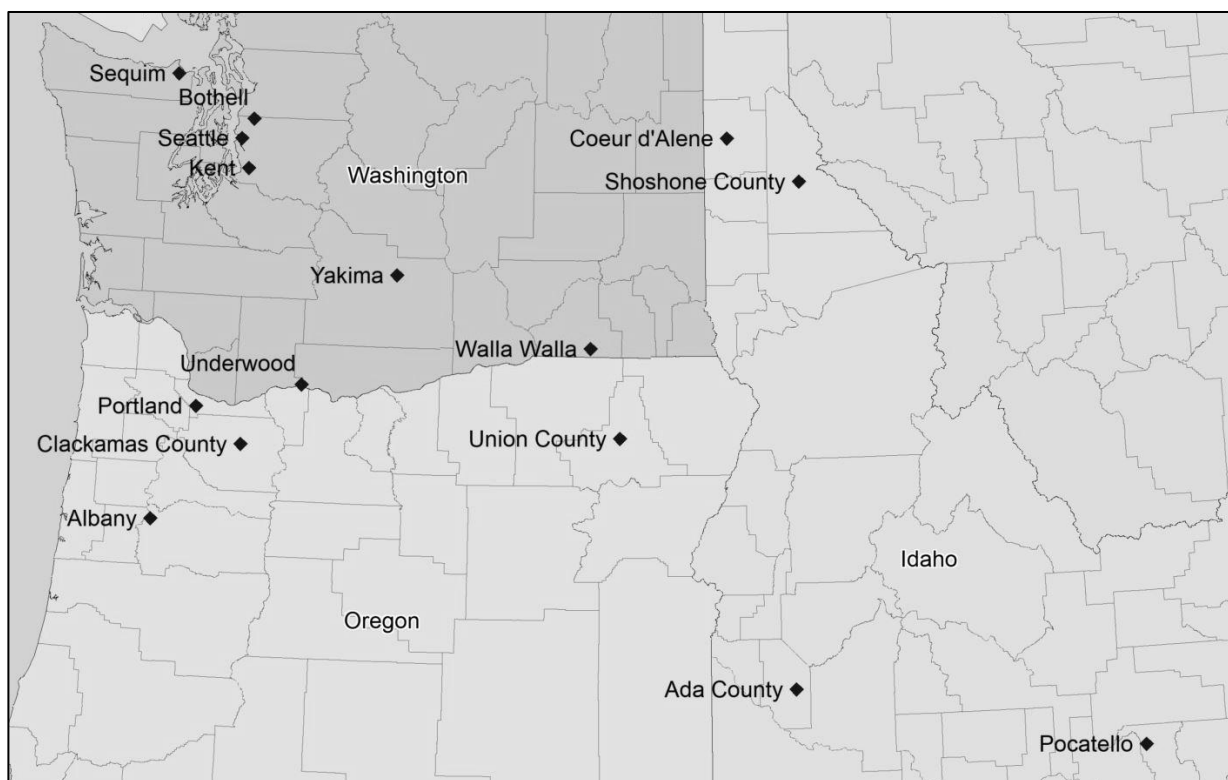 Sequim
Bothell
Seattle
Coeur d'Alene
Kent
Washington
Shoshone County
Yakima
Walla Walla
Underwood
Portland
Clackamas County
Union County
Albany
Idaho
Oregon
Ada County
Pocatello